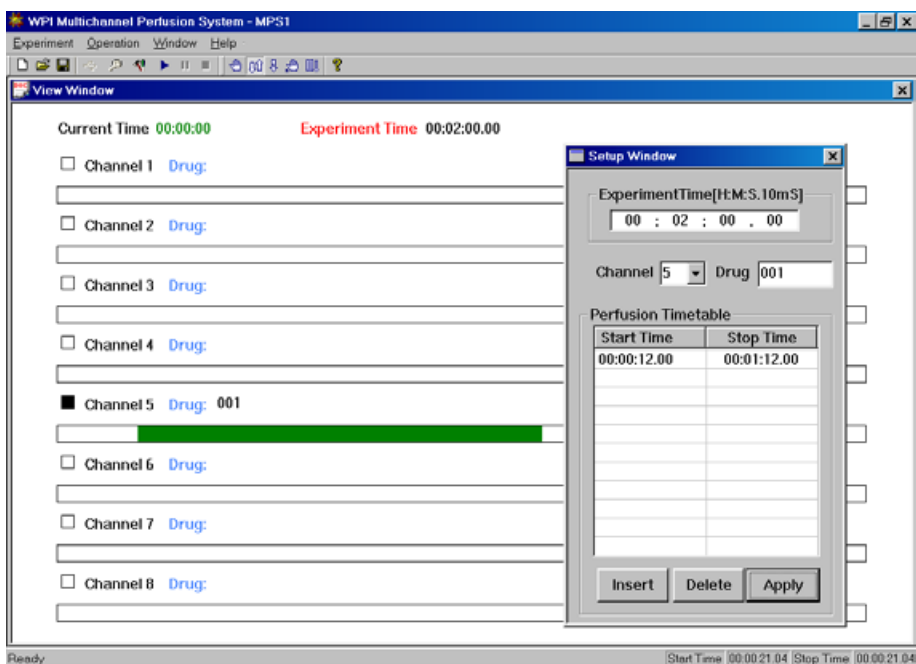 WPI Multichannel Perfusion System - MPS1
Experiment Operation Window Help
View Window
Current Time 00:00:00 Experiment Time 00:02:00.00
Channel 1 Drug:
Channel 2 Drug:
Channel 3 Drug:
Channel 4 Drug:
Channel 5 Drug: 001
Channel 6 Drug:
Channel 7 Drug:
Channel 8 Drug:
Setup Window
ExperimentTime[H:M:S.10mS]
00 : 02 : 00 . 00
Channel 5 Drug 001
Perfusion Timetable
Start Time Stop Time
00:00:12.00 00:01:12.00
Insert Delete Apply
Ready Start Time 00:00:21.04 Stop Time 00:00:21.04